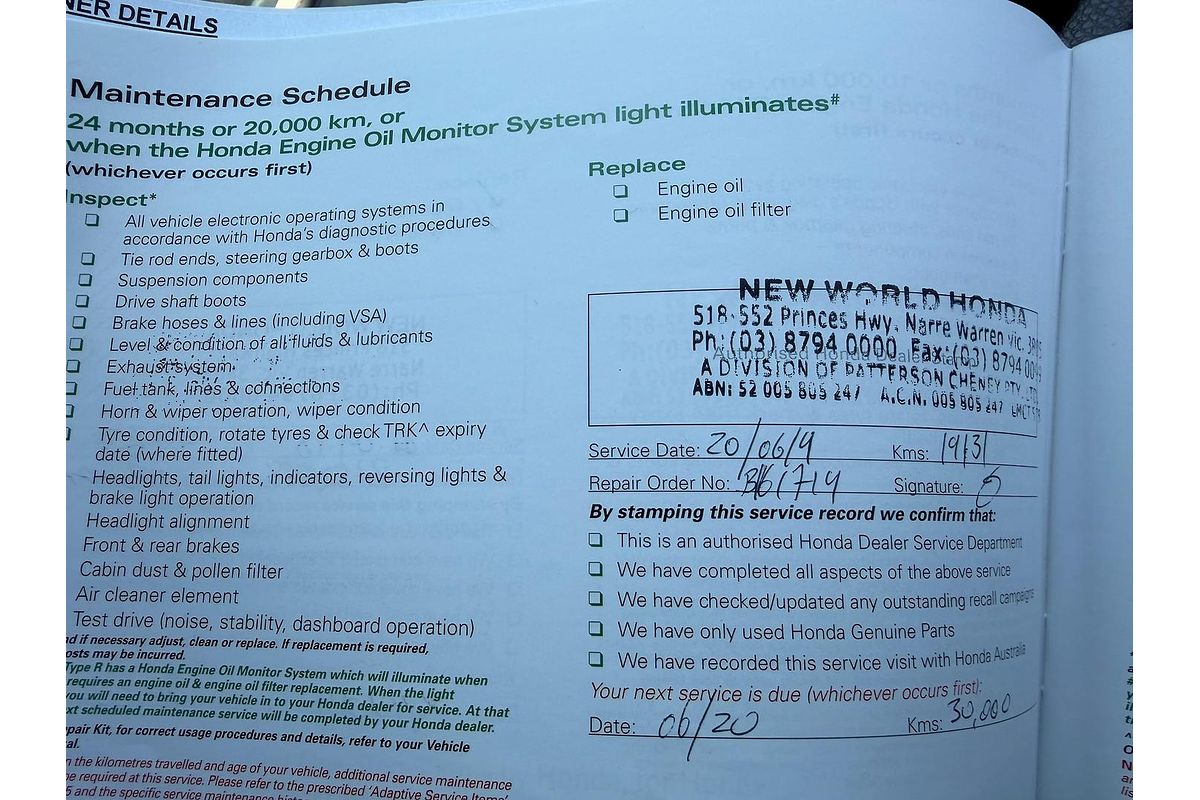 NER DETAILS
Maintenance Schedule
24 months or 20,000 km, or
when the Honda Engine Oil Monitor System light illuminates#
(whichever occurs first)
Inspect*
All vehicle electronic operating systems in
accordance with Honda's diagnostic procedures
Tie rod ends, steering gearbox & boots
Suspension components
Drive shaft boots
Brake hoses & lines (including VSA)
Level & condition of all fluids & lubricants
Exhaust system
Fuel tank, lines & connections
Horn & wiper operation, wiper condition
Tyre condition, rotate tyres & check TRK^ expiry
date (where fitted)
Headlights, tail lights, indicators, reversing lights &
brake light operation
Headlight alignment
Front & rear brakes
Cabin dust & pollen filter
Air cleaner element
Test drive (noise, stability, dashboard operation)
nd if necessary adjust, clean or replace. If replacement is required,
osts may be incurred.
Type R has a Honda Engine Oil Monitor System which will illuminate when
requires an engine oil & engine oil filter replacement. When the light
you will need to bring your vehicle in to your Honda dealer for service. At that
xt scheduled maintenance service will be completed by your Honda dealer.
pair Kit, for correct usage procedures and details, refer to your Vehicle
al.
n the kilometres travelled and age of your vehicle, additional service maintenance
be required at this service. Please refer to the prescribed 'Adaptive Service Items'
5 and the specific service maintenance
Replace
Engine oil
Engine oil filter
NEW WORLD HONDA
518-552 Princes Hwy, Narre Warren Vic.
Ph: (03) 8794 0000 Fax: (03) 8794
Authorised Honda Dealer
A DIVISION OF PATTERSON CHENEY PTY. LTD
ABN: 52 005 805 247 A.C.N. 005 805 247 LMCT
Service Date: 20/06/19 Kms:
Repair Order No: Signature:
By stamping this service record we confirm that:
This is an authorised Honda Dealer Service Department
We have completed all aspects of the above service
We have checked/updated any outstanding recall campaigns
We have only used Honda Genuine Parts
We have recorded this service visit with Honda Australia
Your next service is due (whichever occurs first):
Date: 06/20 Kms: 30,000